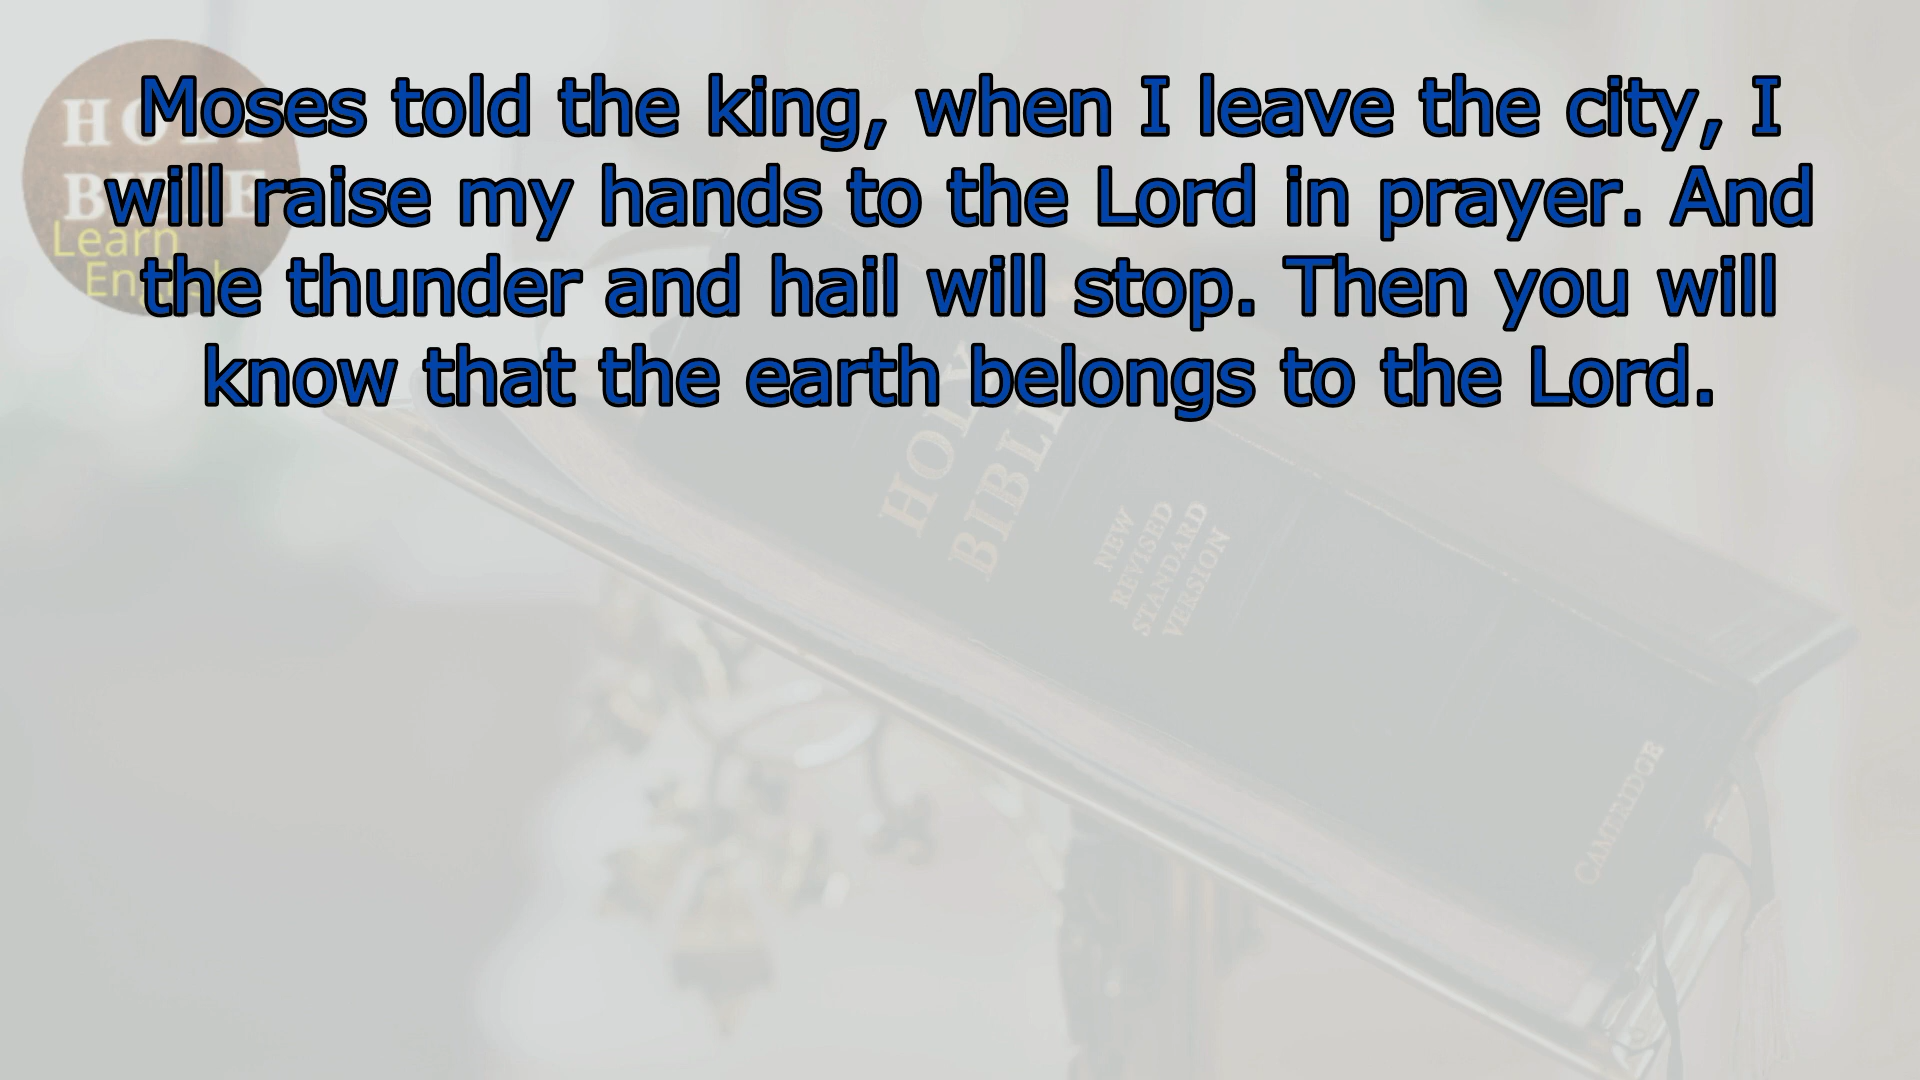 Moses told the king, when I leave the city, I
will raise my hands to the Lord in prayer. And
the thunder and hail will stop. Then you will
know that the earth belongs to the Lord.
HOLY
BIBLE
Learn
English
HOLY
BIBLE
NEW
REVISED
STANDARD
VERSION
CAMBRIDGE